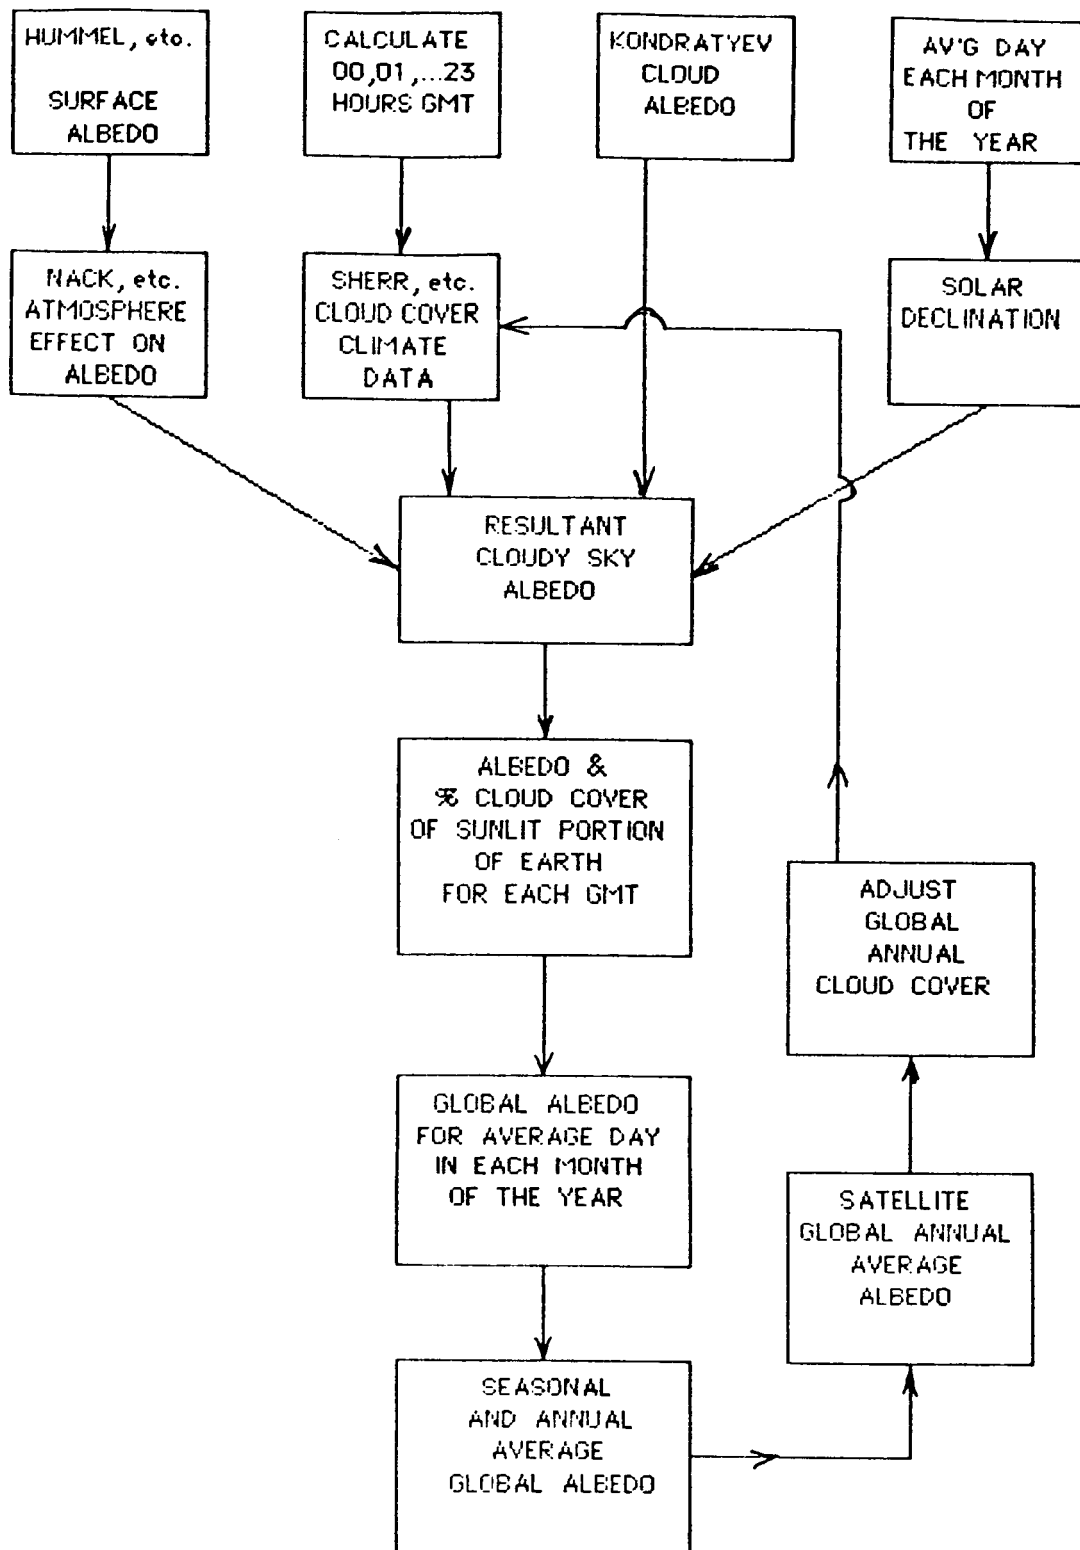 HUMMEL, etc.
SURFACE
ALBEDO
CALCULATE
00,01,...23
HOURS GMT
KONDRATYEV
CLOUD
ALBEDO
AV'G DAY
EACH MONTH
OF
THE YEAR
NACK, etc.
ATMOSPHERE
EFFECT ON
ALBEDO
SHERR, etc.
CLOUD COVER
CLIMATE
DATA
SOLAR
DECLINATION
RESULTANT
CLOUDY SKY
ALBEDO
ALBEDO &
% CLOUD COVER
OF SUNLIT PORTION
OF EARTH
FOR EACH GMT
ADJUST
GLOBAL
ANNUAL
CLOUD COVER
GLOBAL ALBEDO
FOR AVERAGE DAY
IN EACH MONTH
OF THE YEAR
SATELLITE
GLOBAL ANNUAL
AVERAGE
ALBEDO
SEASONAL
AND ANNUAL
AVERAGE
GLOBAL ALBEDO